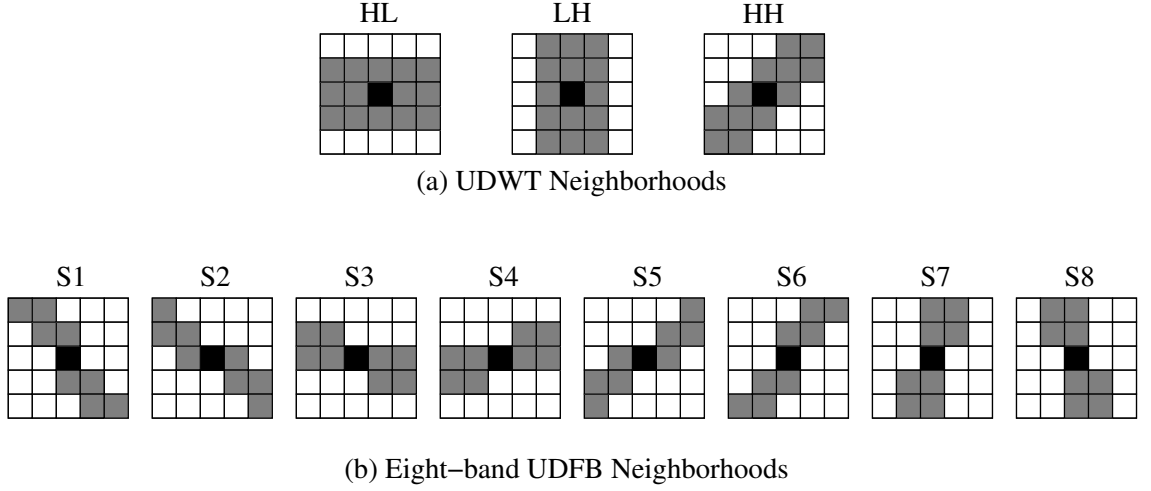 HL LH HH
(a) UDWT Neighborhoods
S1 S2 S3 S4 S5 S6 S7 S8
(b) Eight−band UDFB Neighborhoods